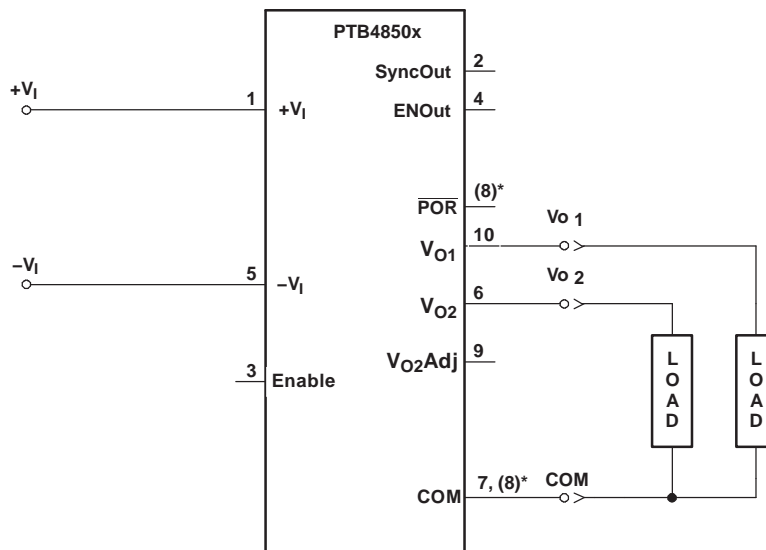 PTB4850x
SyncOut
2
+VI
1
+VI
ENOut
4
POR
(8)*
VO1
10
Vo 1
−VI
5
−VI
VO2
6
Vo 2
VO2Adj
9
3
Enable
LOAD
LOAD
COM
7, (8)*
COM